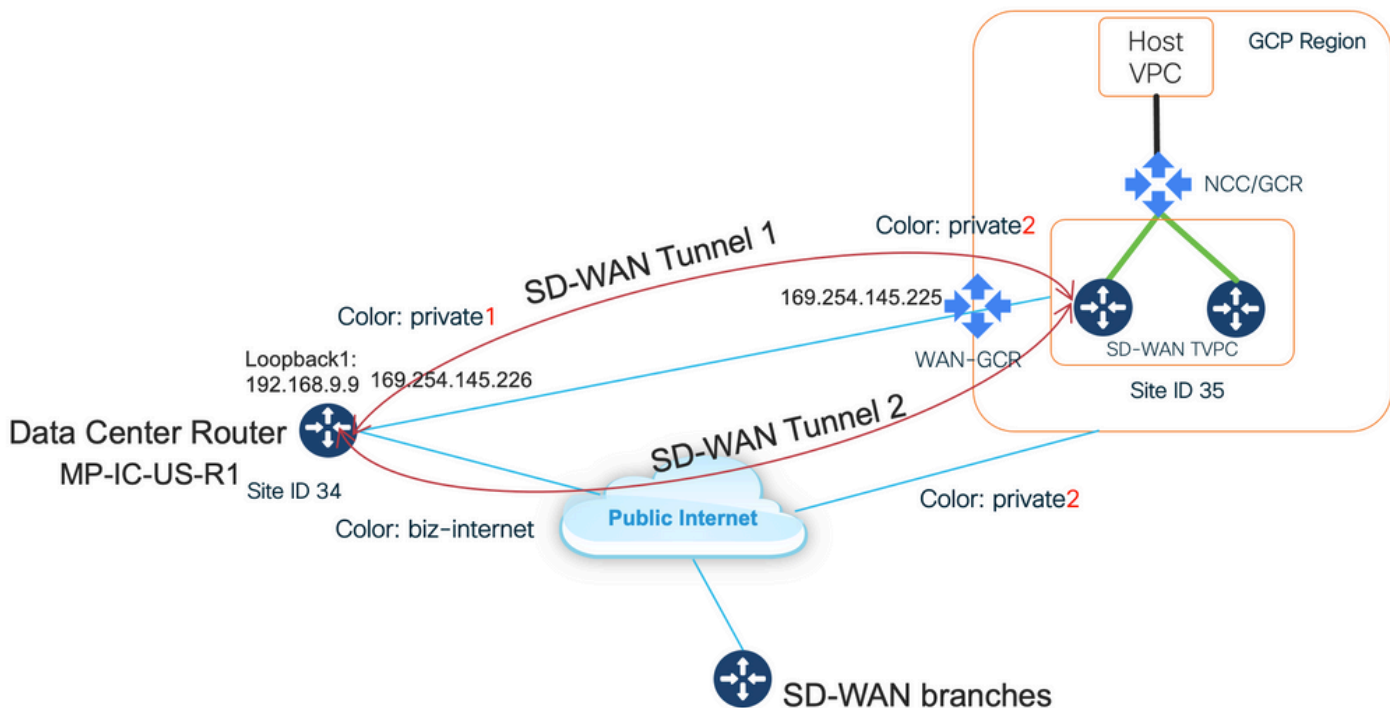 Host
VPC
GCP Region
NCC/GCR
Color: private2
SD-WAN Tunnel 1
169.254.145.225
Color: private1
WAN-GCR
SD-WAN TVPC
Loopback1:
192.168.9.9
169.254.145.226
Site ID 35
Data Center Router
MP-IC-US-R1
Site ID 34
SD-WAN Tunnel 2
Color: private2
Public Internet
Color: biz-internet
SD-WAN branches